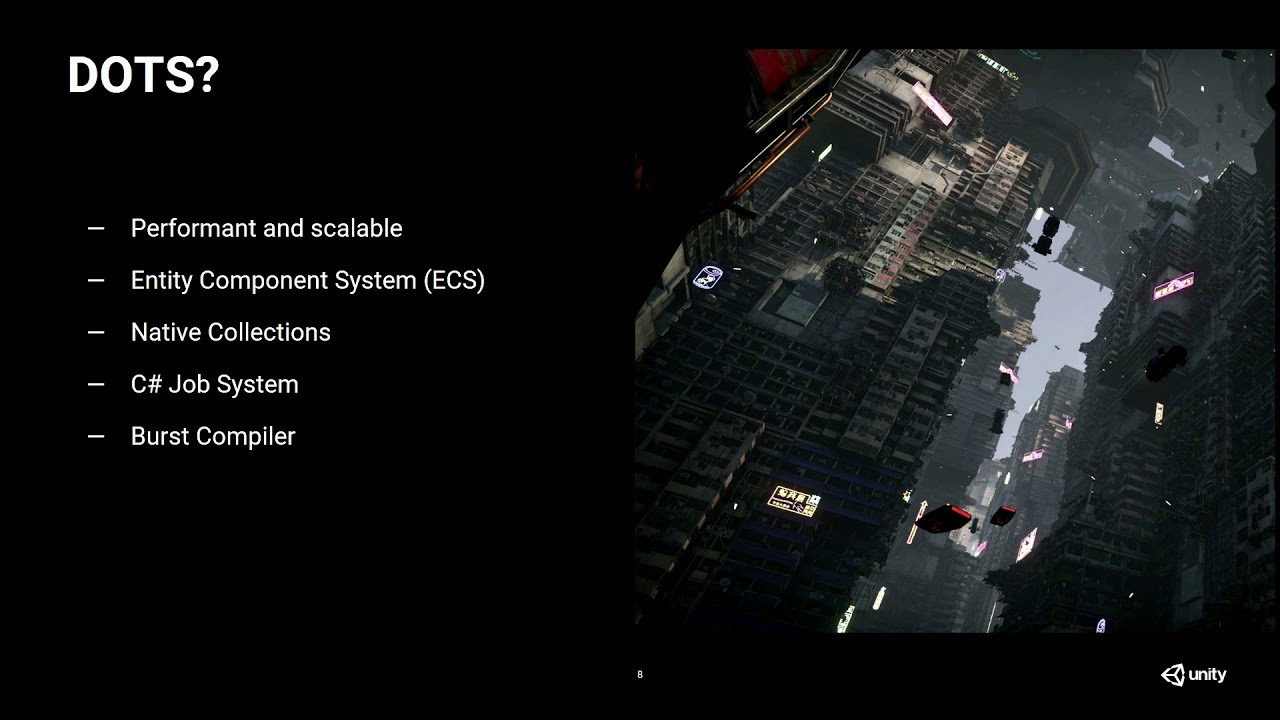 DOTS?
— Performant and scalable
— Entity Component System (ECS)
— Native Collections
— C# Job System
— Burst Compiler
8
unity